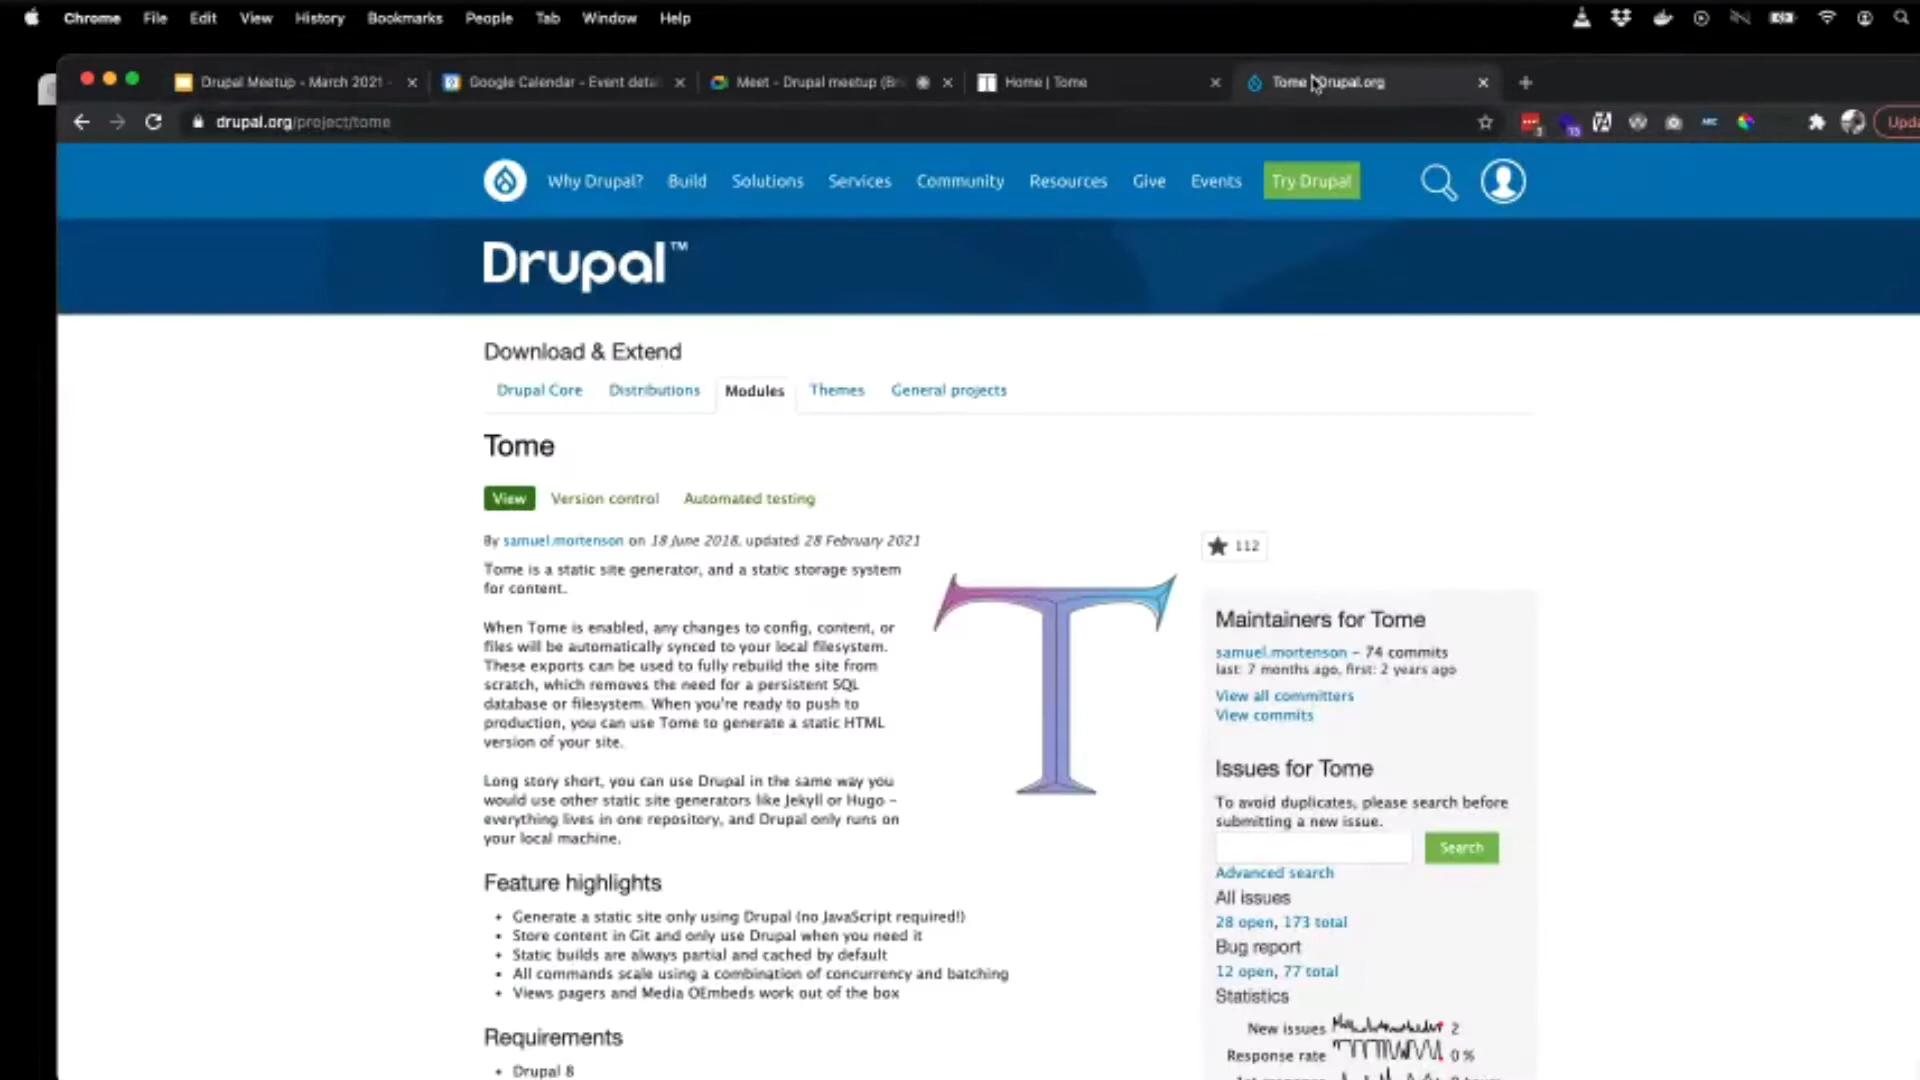 Chrome File Edit View History Bookmarks People Tab Window Help
Drupal Meetup - March 2021 -
Google Calendar - Event deta
Meet - Drupal meetup (Br
Home | Tome
Tome | Drupal.org
drupal.org/project/tome
Upda
Why Drupal? Build Solutions Services Community Resources Give Events Try Drupal
Drupal™
Download & Extend
Drupal Core Distributions Modules Themes General projects
Tome
View Version control Automated testing
By samuel.mortenson on 18 June 2018, updated 28 February 2021
Tome is a static site generator, and a static storage system
for content.
When Tome is enabled, any changes to config, content, or
files will be automatically synced to your local filesystem.
These exports can be used to fully rebuild the site from
scratch, which removes the need for a persistent SQL
database or filesystem. When you're ready to push to
production, you can use Tome to generate a static HTML
version of your site.
Long story short, you can use Drupal in the same way you
would use other static site generators like Jekyll or Hugo –
everything lives in one repository, and Drupal only runs on
your local machine.
T
Feature highlights
• Generate a static site only using Drupal (no JavaScript required!)
• Store content in Git and only use Drupal when you need it
• Static builds are always partial and cached by default
• All commands scale using a combination of concurrency and batching
• Views pagers and Media OEmbeds work out of the box
Requirements
• Drupal 8
112
Maintainers for Tome
samuel.mortenson – 74 commits
last: 7 months ago, first: 2 years ago
View all committers
View commits
Issues for Tome
To avoid duplicates, please search before
submitting a new issue.
Search
Advanced search
All issues
28 open, 173 total
Bug report
12 open, 77 total
Statistics
New issues 2
Response rate 0 %